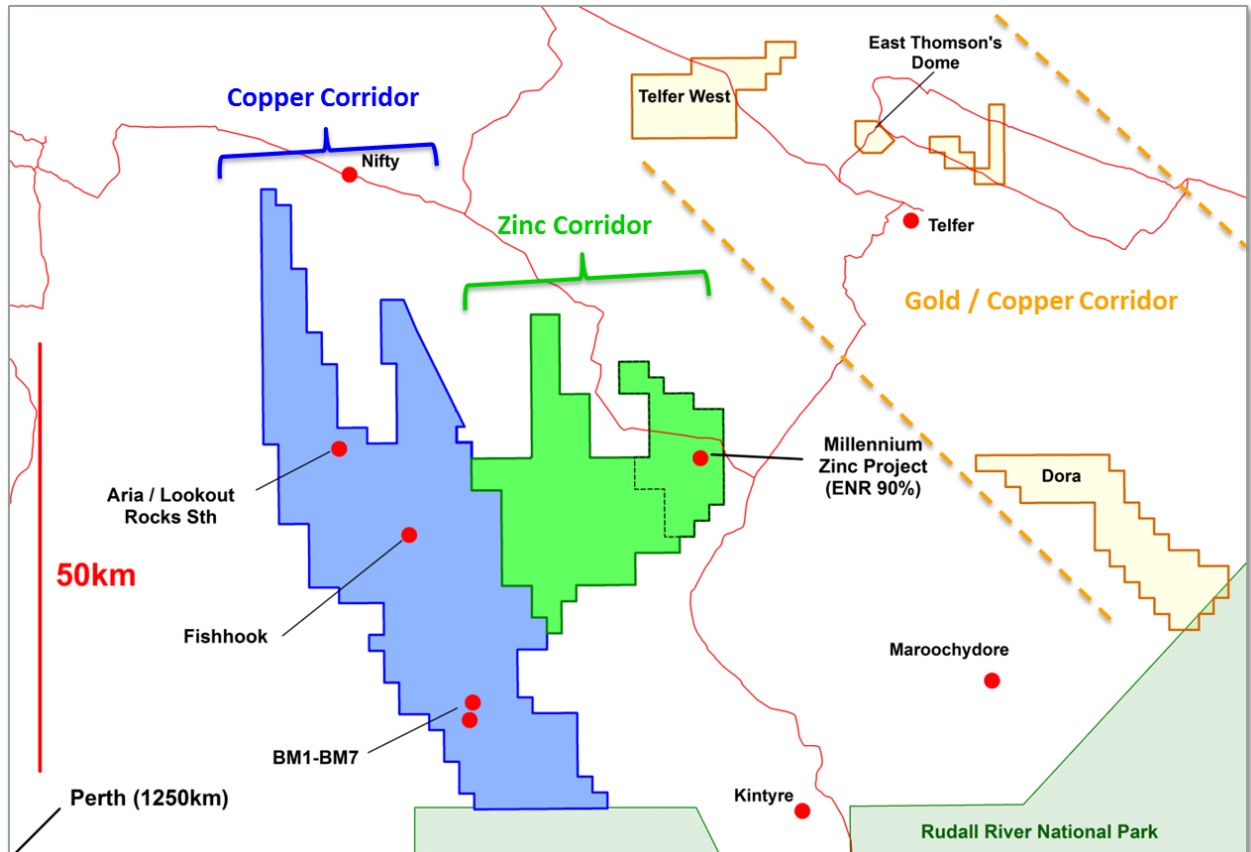 East Thomson's
Dome
Telfer West
Copper Corridor
Nifty
Zinc Corridor
Telfer
Gold / Copper Corridor
Millennium
Zinc Project
(ENR 90%)
Dora
Aria / Lookout
Rocks Sth
50km
Fishhook
Maroochydore
BM1-BM7
Perth (1250km)
Kintyre
Rudall River National Park